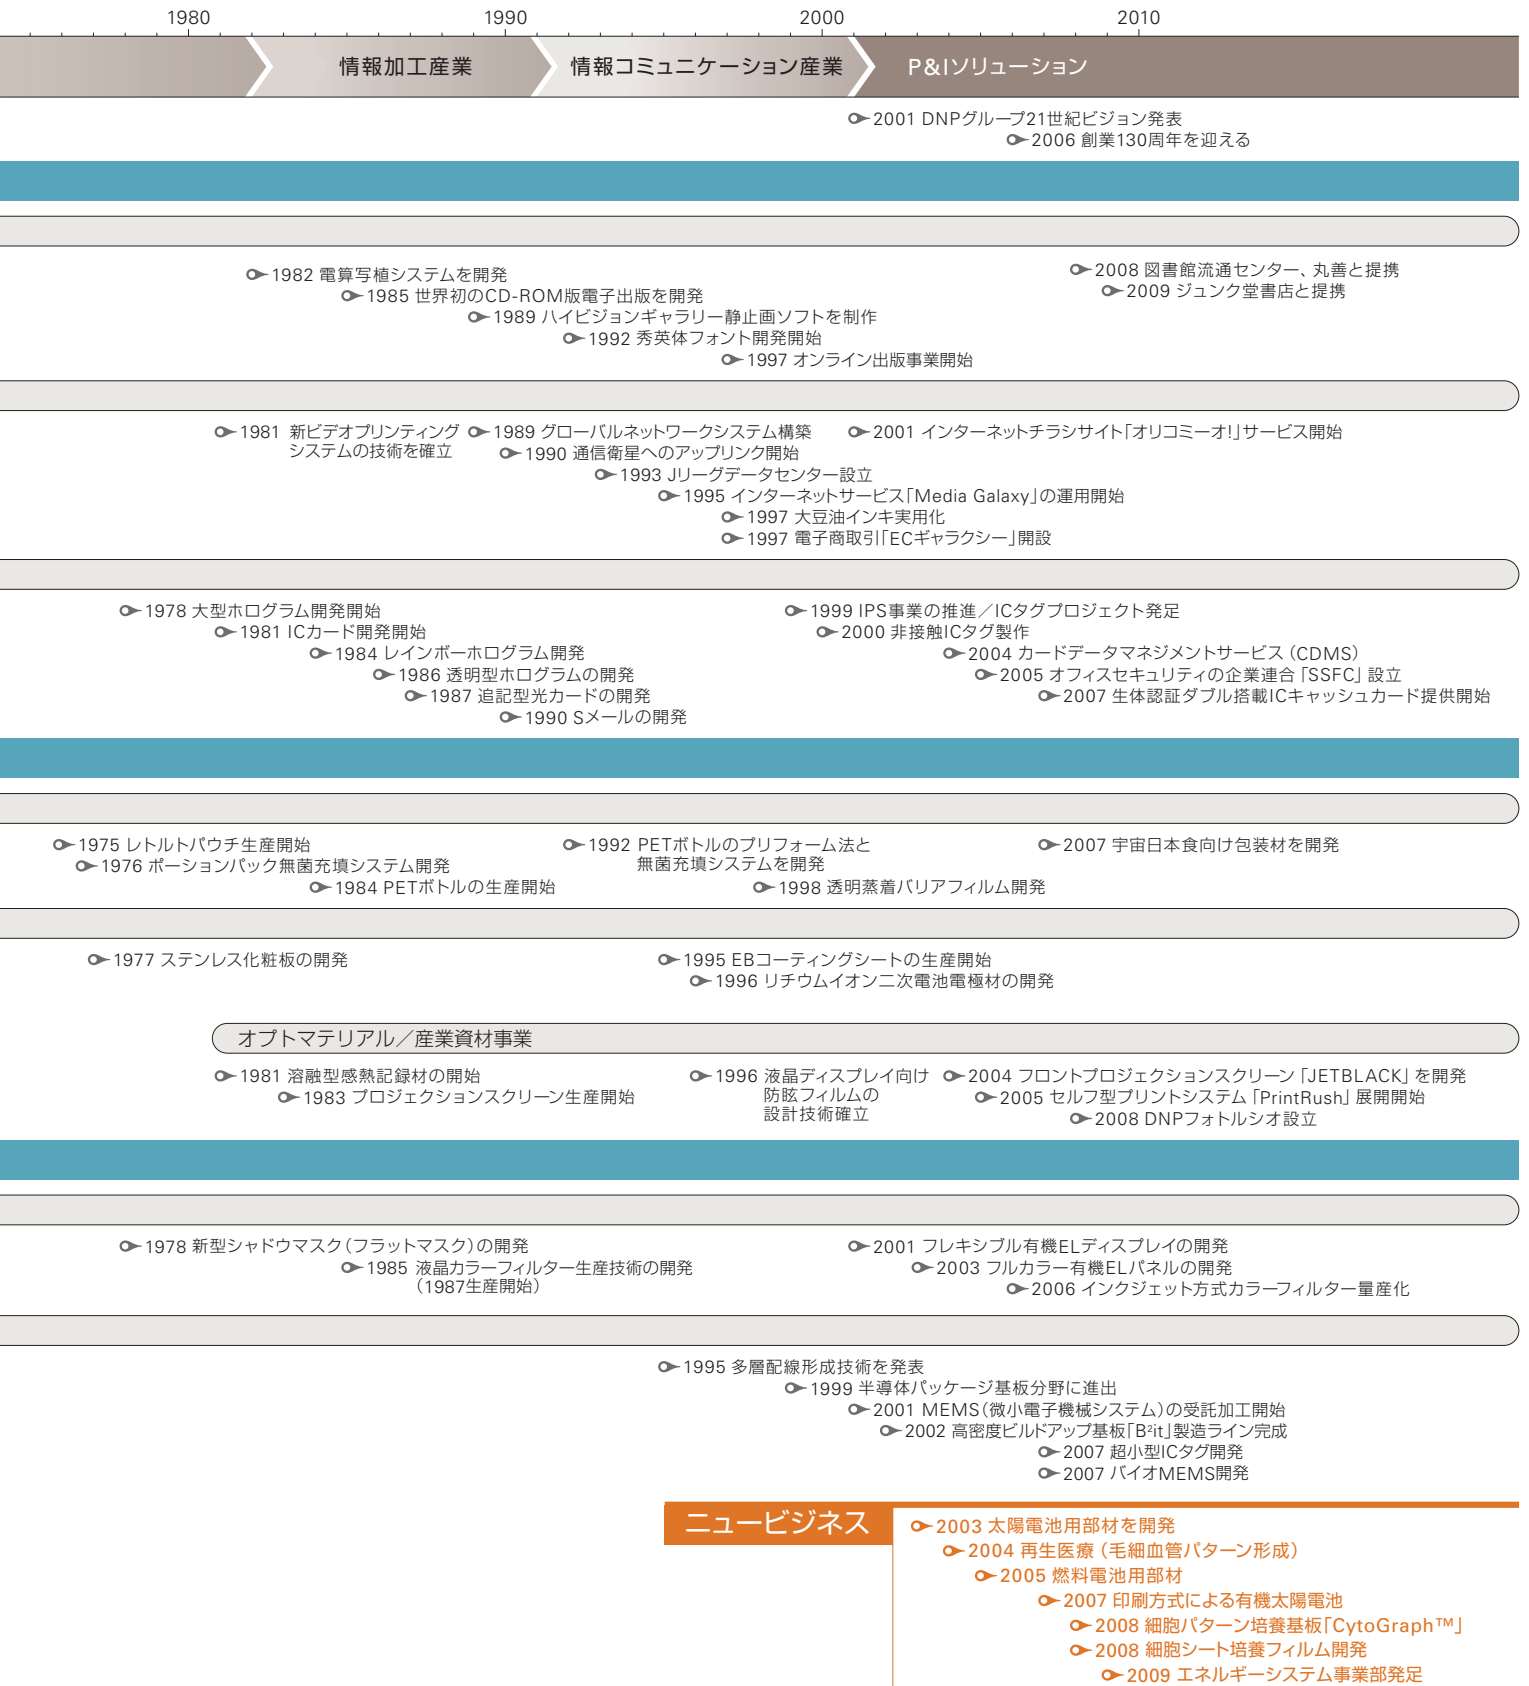 1980 1990 2000 2010
情報加工産業 情報コミュニケーション産業 P&Iソリューション
2001 DNPグループ21世紀ビジョン発表
2006 創業130周年を迎える
1982 電算写植システムを開発
1985 世界初のCD-ROM版電子出版を開発
1989 ハイビジョンギャラリー静止画ソフトを制作
1992 秀英体フォント開発開始
1997 オンライン出版事業開始
2008 図書館流通センター、丸善と提携
2009 ジュンク堂書店と提携
1981 新ビデオプリンティング
システムの技術を確立
1989 グローバルネットワークシステム構築
1990 通信衛星へのアップリンク開始
1993 Jリーグデータセンター設立
1995 インターネットサービス「Media Galaxy」の運用開始
1997 大豆油インキ実用化
1997 電子商取引「ECギャラクシー」開設
2001 インターネットチラシサイト「オリコミーオ!」サービス開始
1978 大型ホログラム開発開始
1981 ICカード開発開始
1984 レインボーホログラム開発
1986 透明型ホログラムの開発
1987 追記型光カードの開発
1990 Sメールの開発
1999 IPS事業の推進／ICタグプロジェクト発足
2000 非接触ICタグ製作
2004 カードデータマネジメントサービス（CDMS）
2005 オフィスセキュリティの企業連合「SSFC」設立
2007 生体認証ダブル搭載ICキャッシュカード提供開始
1975 レトルトパウチ生産開始
1976 ポーションパック無菌充填システム開発
1984 PETボトルの生産開始
1992 PETボトルのプリフォーム法と
無菌充填システムを開発
1998 透明蒸着バリアフィルム開発
2007 宇宙日本食向け包装材を開発
1977 ステンレス化粧板の開発
1995 EBコーティングシートの生産開始
1996 リチウムイオン二次電池電極材の開発
オプトマテリアル／産業資材事業
1981 溶融型感熱記録材の開始
1983 プロジェクションスクリーン生産開始
1996 液晶ディスプレイ向け
防眩フィルムの
設計技術確立
2004 フロントプロジェクションスクリーン「JETBLACK」を開発
2005 セルフ型プリントシステム「PrintRush」展開開始
2008 DNPフォトルシオ設立
1978 新型シャドウマスク（フラットマスク）の開発
1985 液晶カラーフィルター生産技術の開発
（1987生産開始）
2001 フレキシブル有機ELディスプレイの開発
2003 フルカラー有機ELパネルの開発
2006 インクジェット方式カラーフィルター量産化
1995 多層配線形成技術を発表
1999 半導体パッケージ基板分野に進出
2001 MEMS（微小電子機械システム）の受託加工開始
2002 高密度ビルドアップ基板「B²it」製造ライン完成
2007 超小型ICタグ開発
2007 バイオMEMS開発
ニュービジネス
2003 太陽電池用部材を開発
2004 再生医療（毛細血管パターン形成）
2005 燃料電池用部材
2007 印刷方式による有機太陽電池
2008 細胞パターン培養基板「CytoGraph™」
2008 細胞シート培養フィルム開発
2009 エネルギーシステム事業部発足